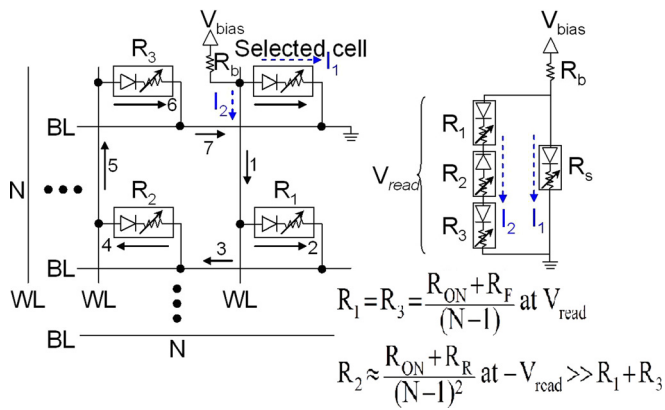 V_bias
R_b
Selected cell
I_1
R_3
6
I_2
BL
7
5
1
N
R_2
R_1
4
3
2
BL
WL
WL
WL
BL
N
V_bias
R_b
R_1
R_2
R_3
V_read
R_s
I_2
I_1
R_1=R_3= (R_ON+R_F)/(N-1) at V_read
R_2≈ (R_ON+R_R)/(N-1)^2 at -V_read>>R_1+R_3